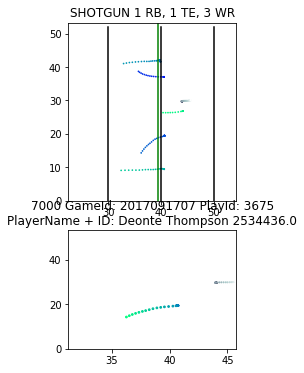 SHOTGUN 1 RB, 1 TE, 3 WR
50
40
30
20
10
0
30 40 50
7000 GameId: 2017091707 PlayId: 3675
PlayerName + ID: Deonte Thompson 2534436.0
40
20
0
35 40 45